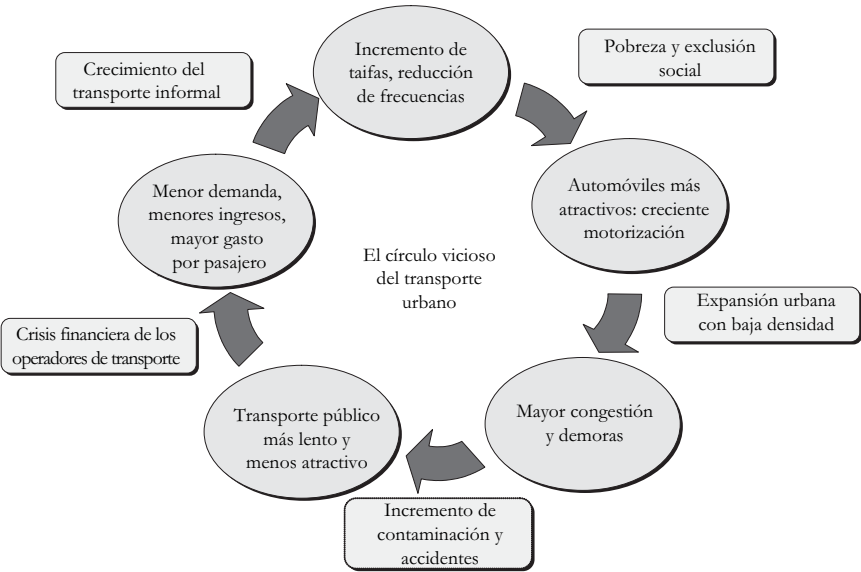 Incremento de
taifas, reducción
de frecuencias
Pobreza y exclusión
social
Automóviles más
atractivos: creciente
motorización
Expansión urbana
con baja densidad
Mayor congestión
y demoras
Incremento de
contaminación y
accidentes
Transporte público
más lento y
menos atractivo
Crisis financiera de los
operadores de transporte
Menor demanda,
menores ingresos,
mayor gasto
por pasajero
Crecimiento del
transporte informal
El círculo vicioso
del transporte
urbano